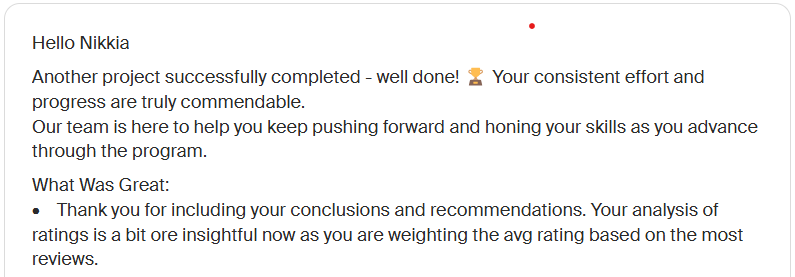 Hello Nikkia
Another project successfully completed - well done! 🏆 Your consistent effort and
progress are truly commendable.
Our team is here to help you keep pushing forward and honing your skills as you advance
through the program.
What Was Great:
• Thank you for including your conclusions and recommendations. Your analysis of
ratings is a bit ore insightful now as you are weighting the avg rating based on the most
reviews.